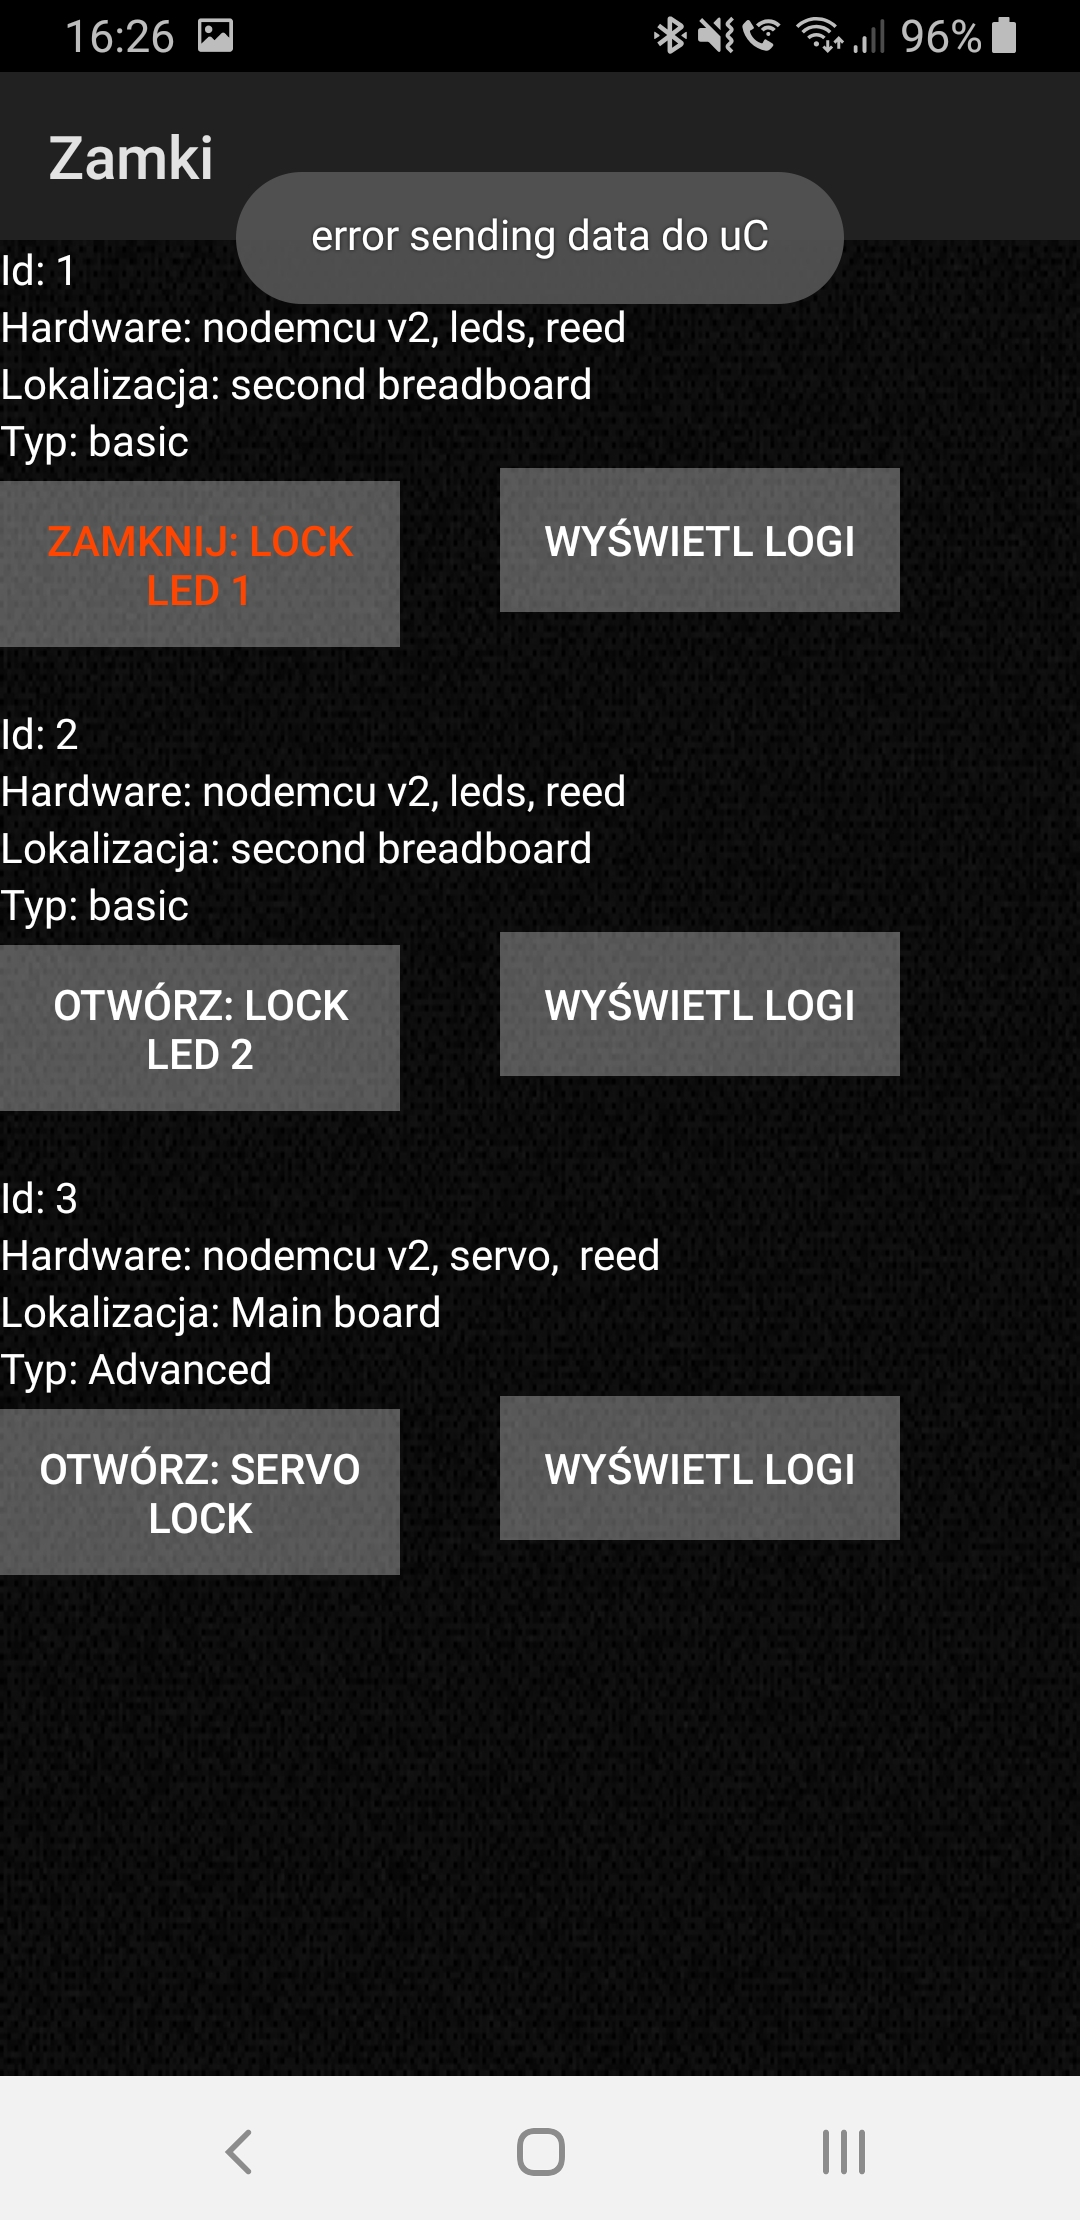 16:26 96%
Zamki
error sending data do uC
Id: 1
Hardware: nodemcu v2, leds, reed
Lokalizacja: second breadboard
Typ: basic
ZAMKNIJ: LOCK
LED 1
WYŚWIETL LOGI
Id: 2
Hardware: nodemcu v2, leds, reed
Lokalizacja: second breadboard
Typ: basic
OTWÓRZ: LOCK
LED 2
WYŚWIETL LOGI
Id: 3
Hardware: nodemcu v2, servo,  reed
Lokalizacja: Main board
Typ: Advanced
OTWÓRZ: SERVO
LOCK
WYŚWIETL LOGI